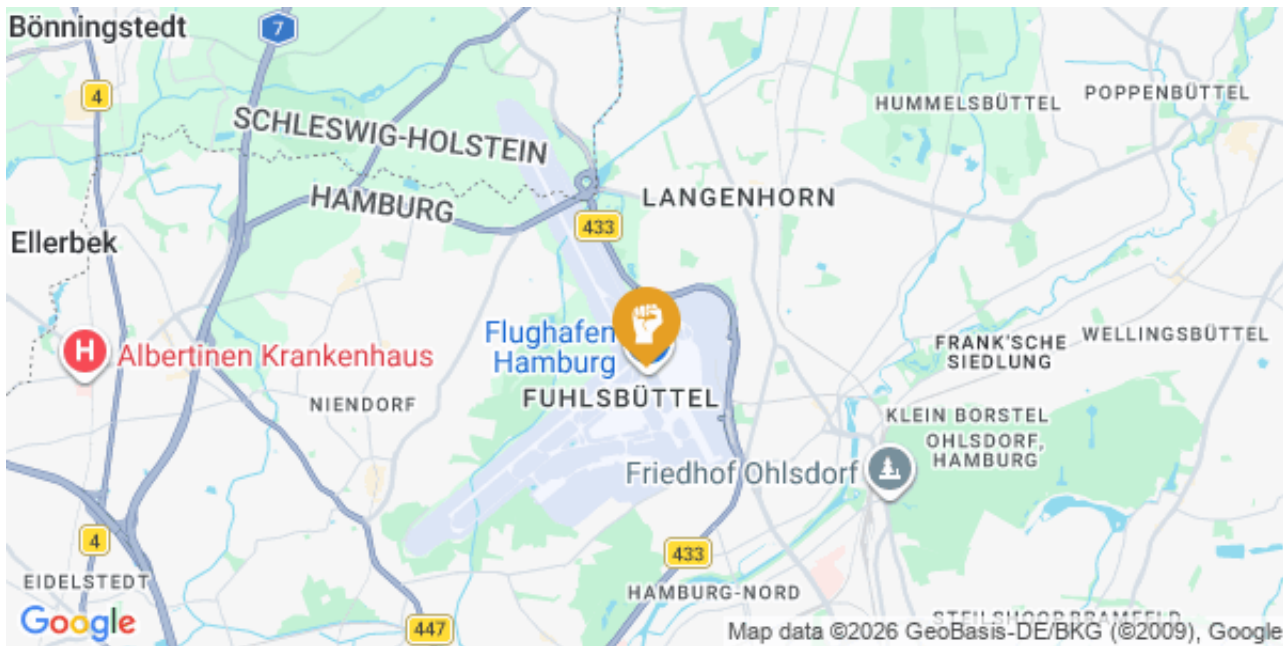 Bönningstedt
7
4
POPPENBÜTTEL
HUMMELSBÜTTEL
SCHLESWIG-HOLSTEIN
HAMBURG
LANGENHORN
433
Ellerbek
Flughafen
Hamburg
H
Albertinen Krankenhaus
FRANK'SCHE
SIEDLUNG
WELLINGSBÜTTEL
NIENDORF
FUHLSBÜTTEL
KLEIN BORSTEL
OHLSDORF,
HAMBURG
Friedhof Ohlsdorf
4
433
EIDELSTEDT
HAMBURG-NORD
STEILSHOOP
BRAMFELD
Google
447
Map data ©2026 GeoBasis-DE/BKG (©2009), Google